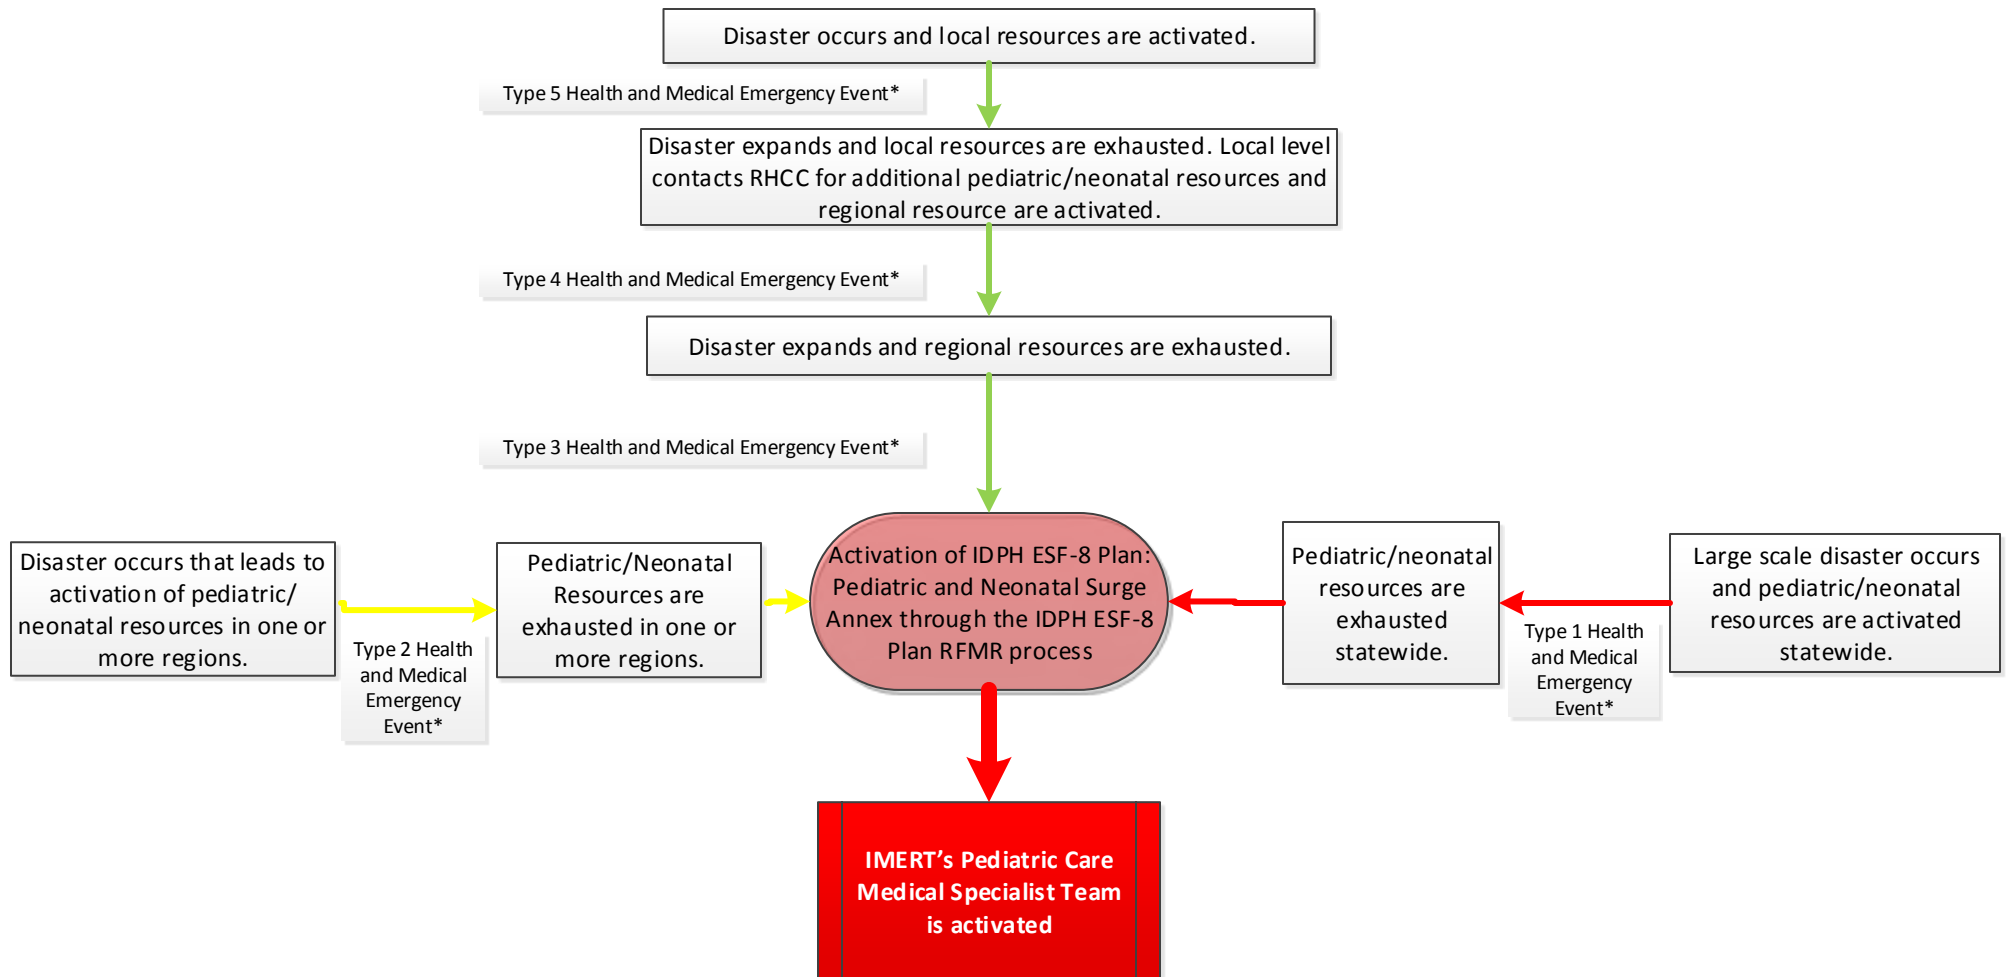 Disaster occurs and local resources are activated.
Type 5 Health and Medical Emergency Event*
Disaster expands and local resources are exhausted. Local level
contacts RHCC for additional pediatric/neonatal resources and
regional resource are activated.
Type 4 Health and Medical Emergency Event*
Disaster expands and regional resources are exhausted.
Type 3 Health and Medical Emergency Event*
Disaster occurs that leads to
activation of pediatric/
neonatal resources in one or
more regions.
Type 2 Health
and Medical
Emergency
Event*
Pediatric/Neonatal
Resources are
exhausted in one or
more regions.
Activation of IDPH ESF-8 Plan:
Pediatric and Neonatal Surge
Annex through the IDPH ESF-8
Plan RFMR process
Pediatric/neonatal
resources are
exhausted
statewide.
Type 1 Health
and Medical
Emergency
Event*
Large scale disaster occurs
and pediatric/neonatal
resources are activated
statewide.
IMERT’s Pediatric Care
Medical Specialist Team
is activated